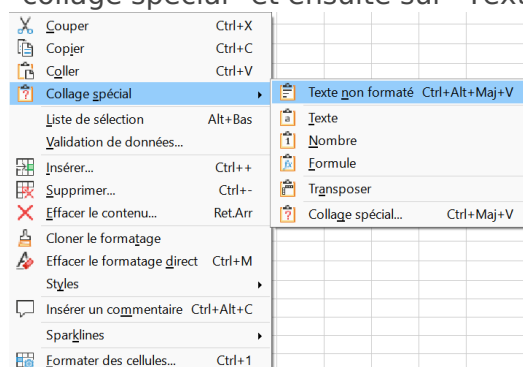 collage spécial" et ensuite sur "Text
Couper Ctrl+X
Copier Ctrl+C
Coller Ctrl+V
Collage spécial
Liste de sélection Alt+Bas
Validation de données...
Insérer... Ctrl++
Supprimer... Ctrl+-
Effacer le contenu... Ret.Arr
Cloner le formatage
Effacer le formatage direct Ctrl+M
Styles
Insérer un commentaire Ctrl+Alt+C
Sparklines
Formater des cellules... Ctrl+1
Texte non formaté Ctrl+Alt+Maj+V
Texte
Nombre
Formule
Transposer
Collage spécial... Ctrl+Maj+V